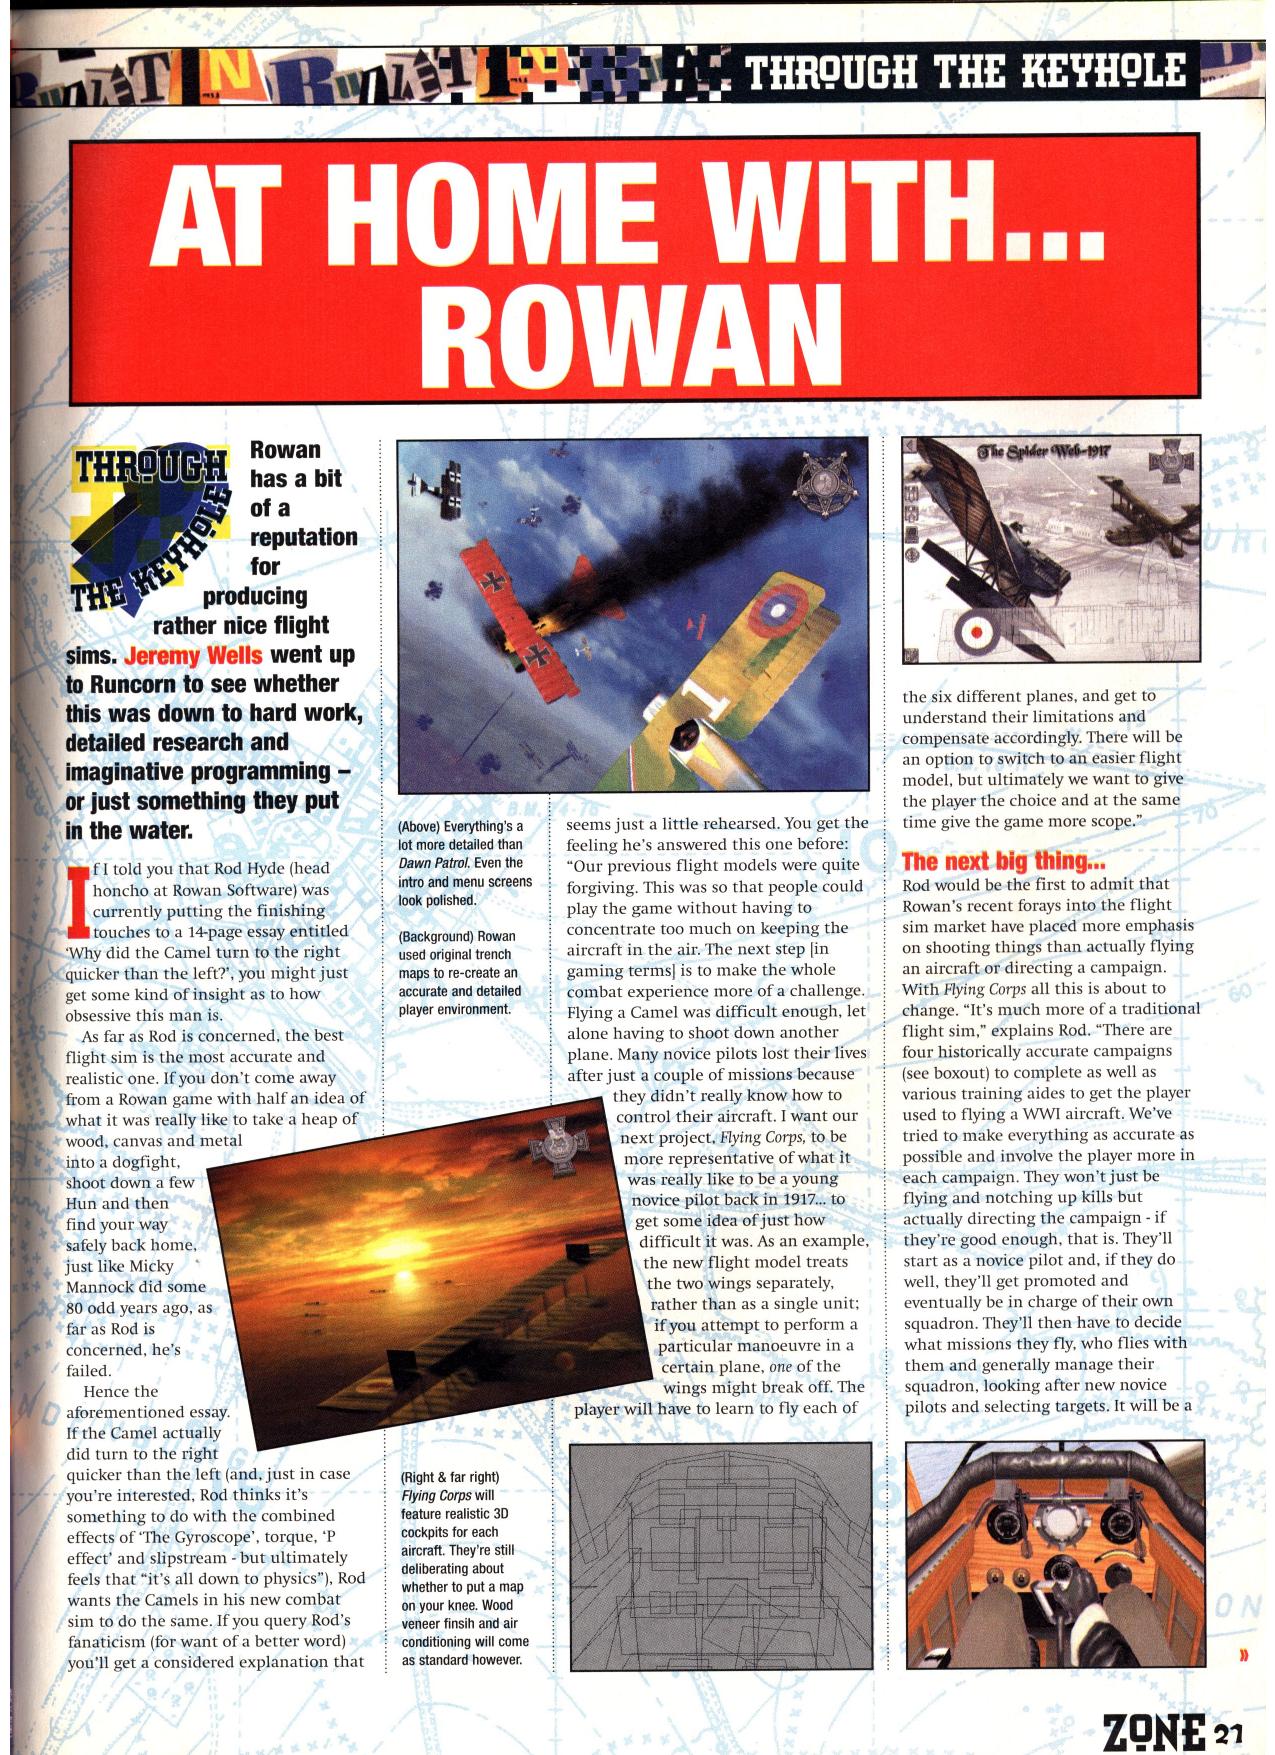 THROUGH THE KEYHOLE
AT HOME WITH...
ROWAN
THROUGH
THE KEYHOLE
Rowan
has a bit
of a
reputation
for
producing
rather nice flight
sims. Jeremy Wells went up
to Runcorn to see whether
this was down to hard work,
detailed research and
imaginative programming –
or just something they put
in the water.
If I told you that Rod Hyde (head
honcho at Rowan Software) was
currently putting the finishing
touches to a 14-page essay entitled
‘Why did the Camel turn to the right
quicker than the left?’, you might just
get some kind of insight as to how
obsessive this man is.
As far as Rod is concerned, the best
flight sim is the most accurate and
realistic one. If you don’t come away
from a Rowan game with half an idea of
what it was really like to take a heap of
wood, canvas and metal
into a dogfight,
shoot down a few
Hun and then
find your way
safely back home,
just like Micky
Mannock did some
80 odd years ago, as
far as Rod is
concerned, he’s
failed.
Hence the
aforementioned essay.
If the Camel actually
did turn to the right
quicker than the left (and, just in case
you’re interested, Rod thinks it’s
something to do with the combined
effects of ‘The Gyroscope’, torque, ‘P
effect’ and slipstream - but ultimately
feels that “it’s all down to physics”), Rod
wants the Camels in his new combat
sim to do the same. If you query Rod’s
fanaticism (for want of a better word)
you’ll get a considered explanation that
(Above) Everything’s a
lot more detailed than
Dawn Patrol. Even the
intro and menu screens
look polished.
(Background) Rowan
used original trench
maps to re-create an
accurate and detailed
player environment.
(Right & far right)
Flying Corps will
feature realistic 3D
cockpits for each
aircraft. They’re still
deliberating about
whether to put a map
on your knee. Wood
veneer finsih and air
conditioning will come
as standard however.
seems just a little rehearsed. You get the
feeling he’s answered this one before:
“Our previous flight models were quite
forgiving. This was so that people could
play the game without having to
concentrate too much on keeping the
aircraft in the air. The next step [in
gaming terms] is to make the whole
combat experience more of a challenge.
Flying a Camel was difficult enough, let
alone having to shoot down another
plane. Many novice pilots lost their lives
after just a couple of missions because
they didn’t really know how to
control their aircraft. I want our
next project, Flying Corps, to be
more representative of what it
was really like to be a young
novice pilot back in 1917... to
get some idea of just how
difficult it was. As an example,
the new flight model treats
the two wings separately,
rather than as a single unit;
if you attempt to perform a
particular manoeuvre in a
certain plane, one of the
wings might break off. The
player will have to learn to fly each of
The Spider Web-1917
the six different planes, and get to
understand their limitations and
compensate accordingly. There will be
an option to switch to an easier flight
model, but ultimately we want to give
the player the choice and at the same
time give the game more scope.”
The next big thing...
Rod would be the first to admit that
Rowan’s recent forays into the flight
sim market have placed more emphasis
on shooting things than actually flying
an aircraft or directing a campaign.
With Flying Corps all this is about to
change. “It’s much more of a traditional
flight sim,” explains Rod. “There are
four historically accurate campaigns
(see boxout) to complete as well as
various training aides to get the player
used to flying a WWI aircraft. We’ve
tried to make everything as accurate as
possible and involve the player more in
each campaign. They won’t just be
flying and notching up kills but
actually directing the campaign - if
they’re good enough, that is. They’ll
start as a novice pilot and, if they do
well, they’ll get promoted and
eventually be in charge of their own
squadron. They’ll then have to decide
what missions they fly, who flies with
them and generally manage their
squadron, looking after new novice
pilots and selecting targets. It will be a
»
ZONE 27